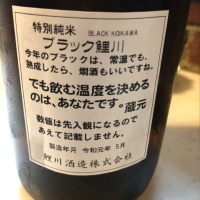 特別純米 BLACK KOIKAWA
ブラック鯉川
今年のブラックは、常温でも、
熟成したら、燗酒もいいですね。
でも飲む温度を決める
のは、あなたです。蔵元
数値は先入観になるので
あえて記載しません。
製造年月 令和元年 5月
鯉川酒造株式会社